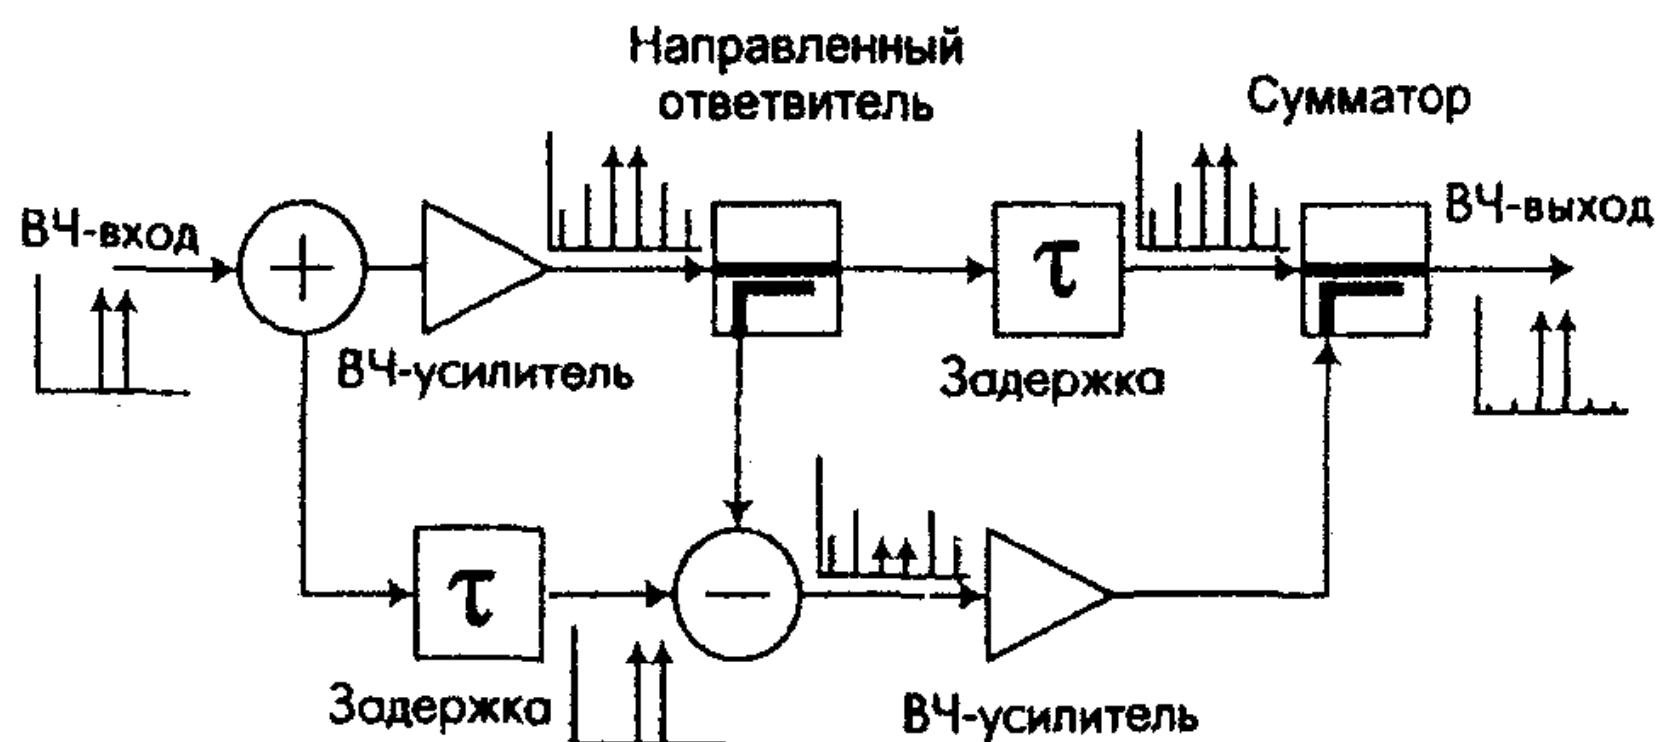 Направленный
ответвитель
Сумматор
ВЧ-вход
ВЧ-выход
τ
ВЧ-усилитель
Задержка
τ
Задержка
ВЧ-усилитель